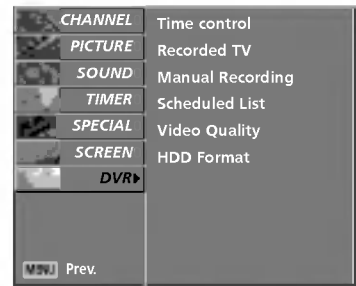 CHANNEL
PICTURE
SOUND
TIMER
SPECIAL
SCREEN
DVR
Time control
Recorded TV
Manual Recording
Scheduled List
Video Quality
HDD Format
MENU Prev.